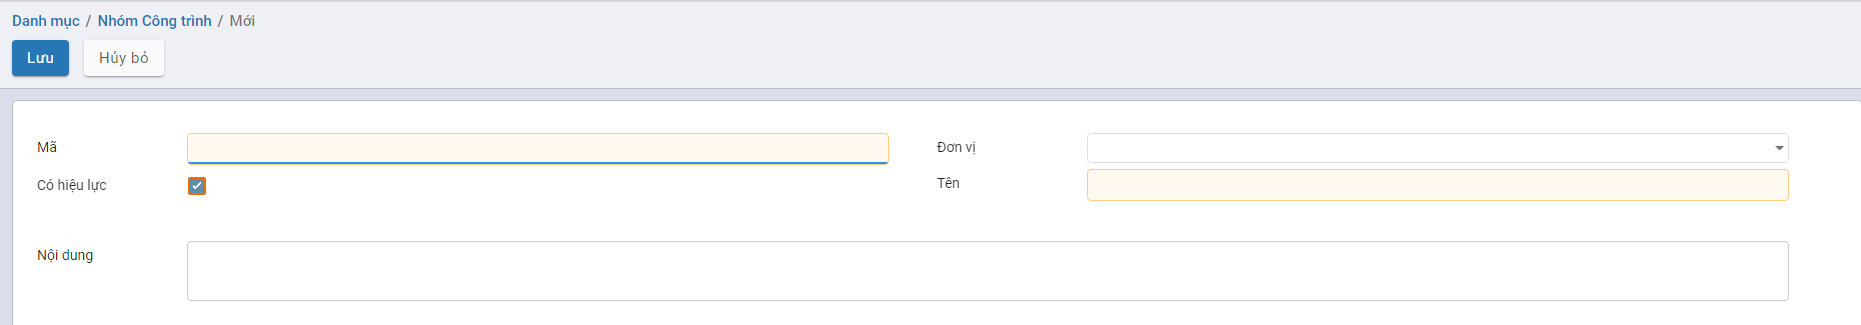 Danh mục / Nhóm Công trình / Mới
Lưu Hủy bỏ
Mã Đơn vị
Có hiệu lực Tên
Nội dung